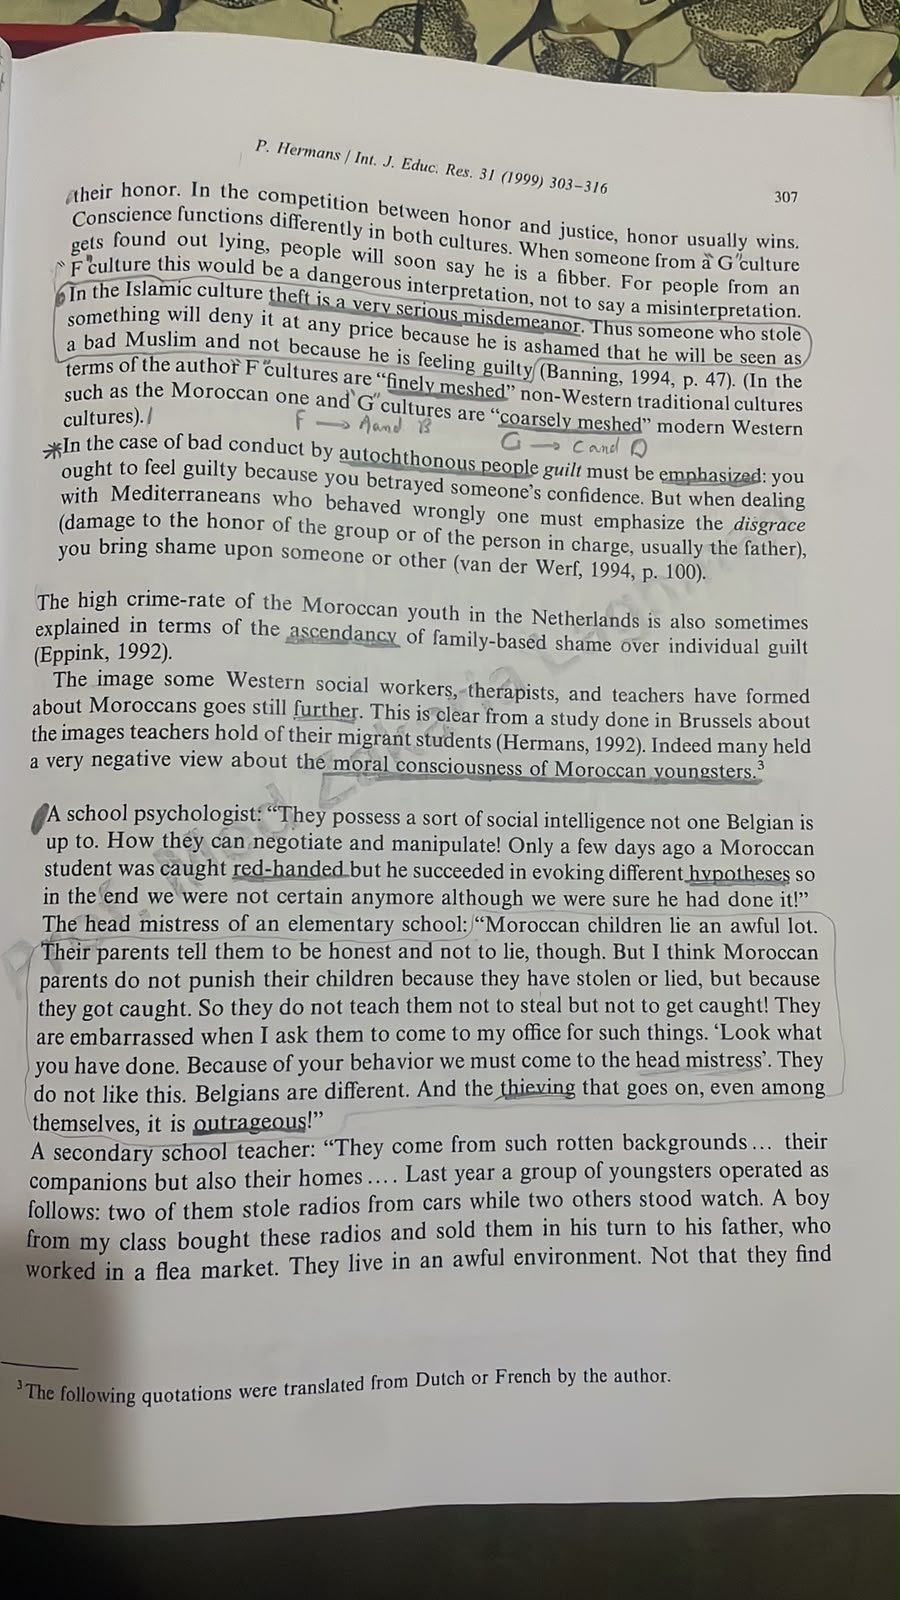 P. Hermans / Int. J. Educ. Res. 31 (1999) 303–316
307
their honor. In the competition between honor and justice, honor usually wins.
Conscience functions differently in both cultures. When someone from a "G" culture
gets found out lying, people will soon say he is a fibber. For people from an
"F" culture this would be a dangerous interpretation, not to say a misinterpretation.
In the Islamic culture theft is a very serious misdemeanor. Thus someone who stole
something will deny it at any price because he is ashamed that he will be seen as
a bad Muslim and not because he is feeling guilty (Banning, 1994, p. 47). (In the
terms of the author "F" cultures are “finely meshed” non-Western traditional cultures
such as the Moroccan one and "G" cultures are “coarsely meshed” modern Western
cultures).
F → A and B
G → C and D
In the case of bad conduct by autochthonous people guilt must be emphasized: you
ought to feel guilty because you betrayed someone's confidence. But when dealing
with Mediterraneans who behaved wrongly one must emphasize the disgrace
(damage to the honor of the group or of the person in charge, usually the father),
you bring shame upon someone or other (van der Werf, 1994, p. 100).
The high crime-rate of the Moroccan youth in the Netherlands is also sometimes
explained in terms of the ascendancy of family-based shame over individual guilt
(Eppink, 1992).
The image some Western social workers, therapists, and teachers have formed
about Moroccans goes still further. This is clear from a study done in Brussels about
the images teachers hold of their migrant students (Hermans, 1992). Indeed many held
a very negative view about the moral consciousness of Moroccan youngsters.3
A school psychologist: “They possess a sort of social intelligence not one Belgian is
up to. How they can negotiate and manipulate! Only a few days ago a Moroccan
student was caught red-handed but he succeeded in evoking different hypotheses so
in the end we were not certain anymore although we were sure he had done it!”
The head mistress of an elementary school: “Moroccan children lie an awful lot.
Their parents tell them to be honest and not to lie, though. But I think Moroccan
parents do not punish their children because they have stolen or lied, but because
they got caught. So they do not teach them not to steal but not to get caught! They
are embarrassed when I ask them to come to my office for such things. ‘Look what
you have done. Because of your behavior we must come to the head mistress’. They
do not like this. Belgians are different. And the thieving that goes on, even among
themselves, it is outrageous!”
A secondary school teacher: “They come from such rotten backgrounds... their
companions but also their homes.... Last year a group of youngsters operated as
follows: two of them stole radios from cars while two others stood watch. A boy
from my class bought these radios and sold them in his turn to his father, who
worked in a flea market. They live in an awful environment. Not that they find
3 The following quotations were translated from Dutch or French by the author.